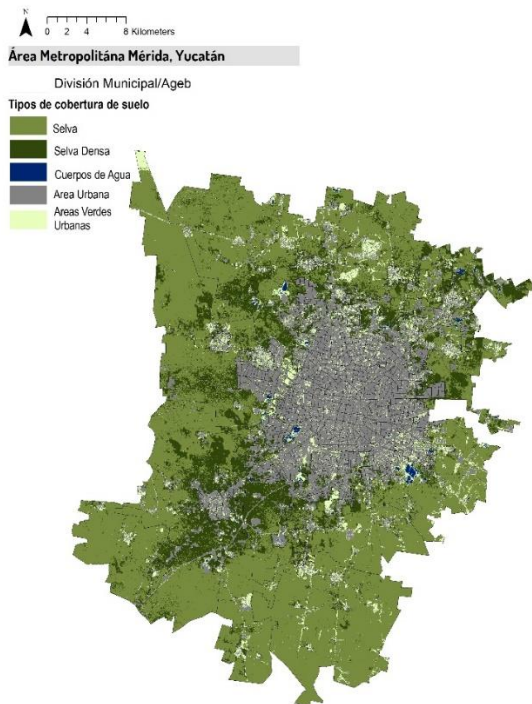 N
0 2 4 8 Kilometers
Área Metropolitána Mérida, Yucatán
División Municipal/Ageb
Tipos de cobertura de suelo
Selva
Selva Densa
Cuerpos de Agua
Area Urbana
Areas Verdes
Urbanas